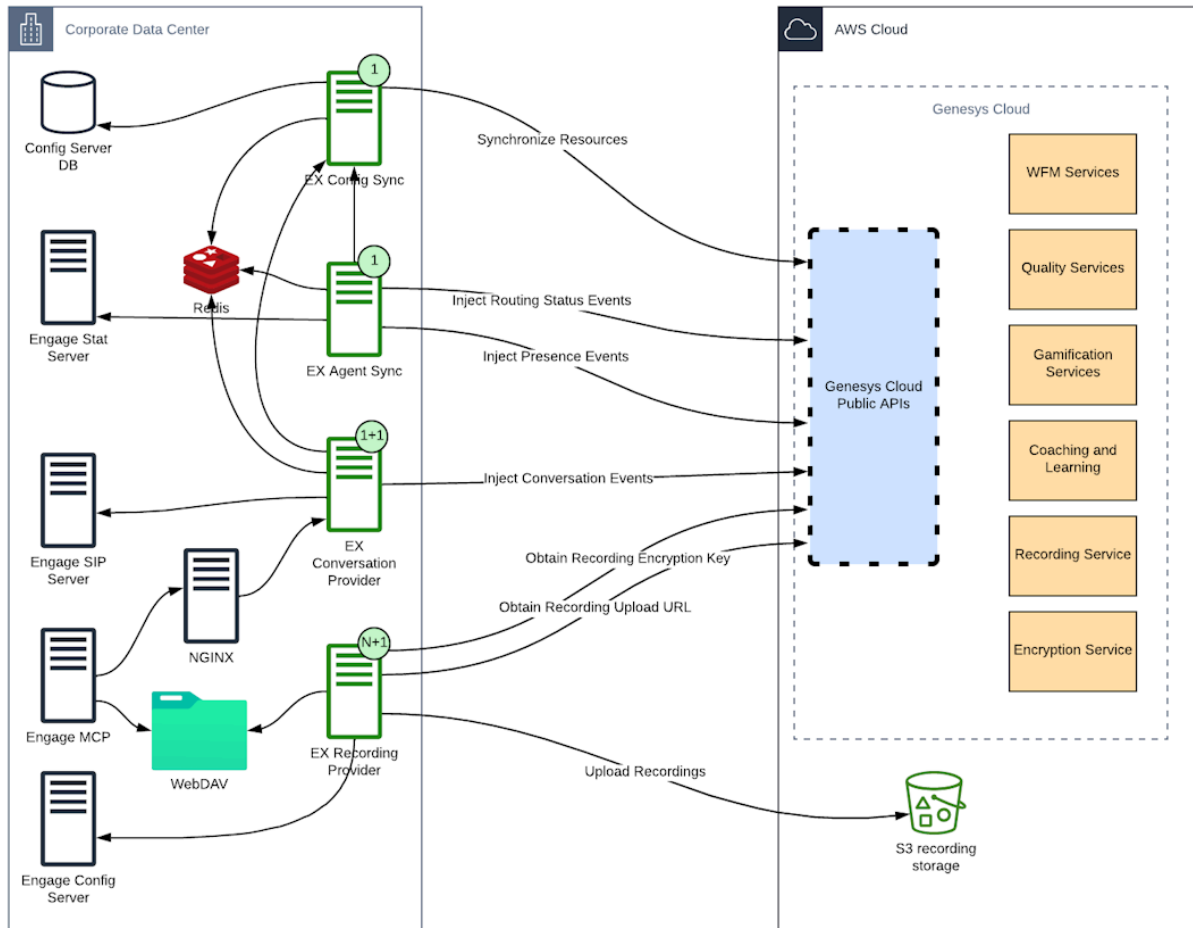 Corporate Data Center
AWS Cloud
1
Config Server
DB
EX Config Sync
Synchronize Resources
Genesys Cloud
WFM Services
Engage Stat
Server
Redis
1
EX Agent Sync
Inject Routing Status Events
Inject Presence Events
Genesys Cloud
Public APIs
Quality Services
Gamification
Services
Engage SIP
Server
1+1
EX
Conversation
Provider
Inject Conversation Events
Coaching and
Learning
NGINX
Obtain Recording Encryption Key
Obtain Recording Upload URL
Recording Service
Engage MCP
WebDAV
N+1
EX Recording
Provider
Encryption Service
Upload Recordings
Engage Config
Server
S3 recording
storage